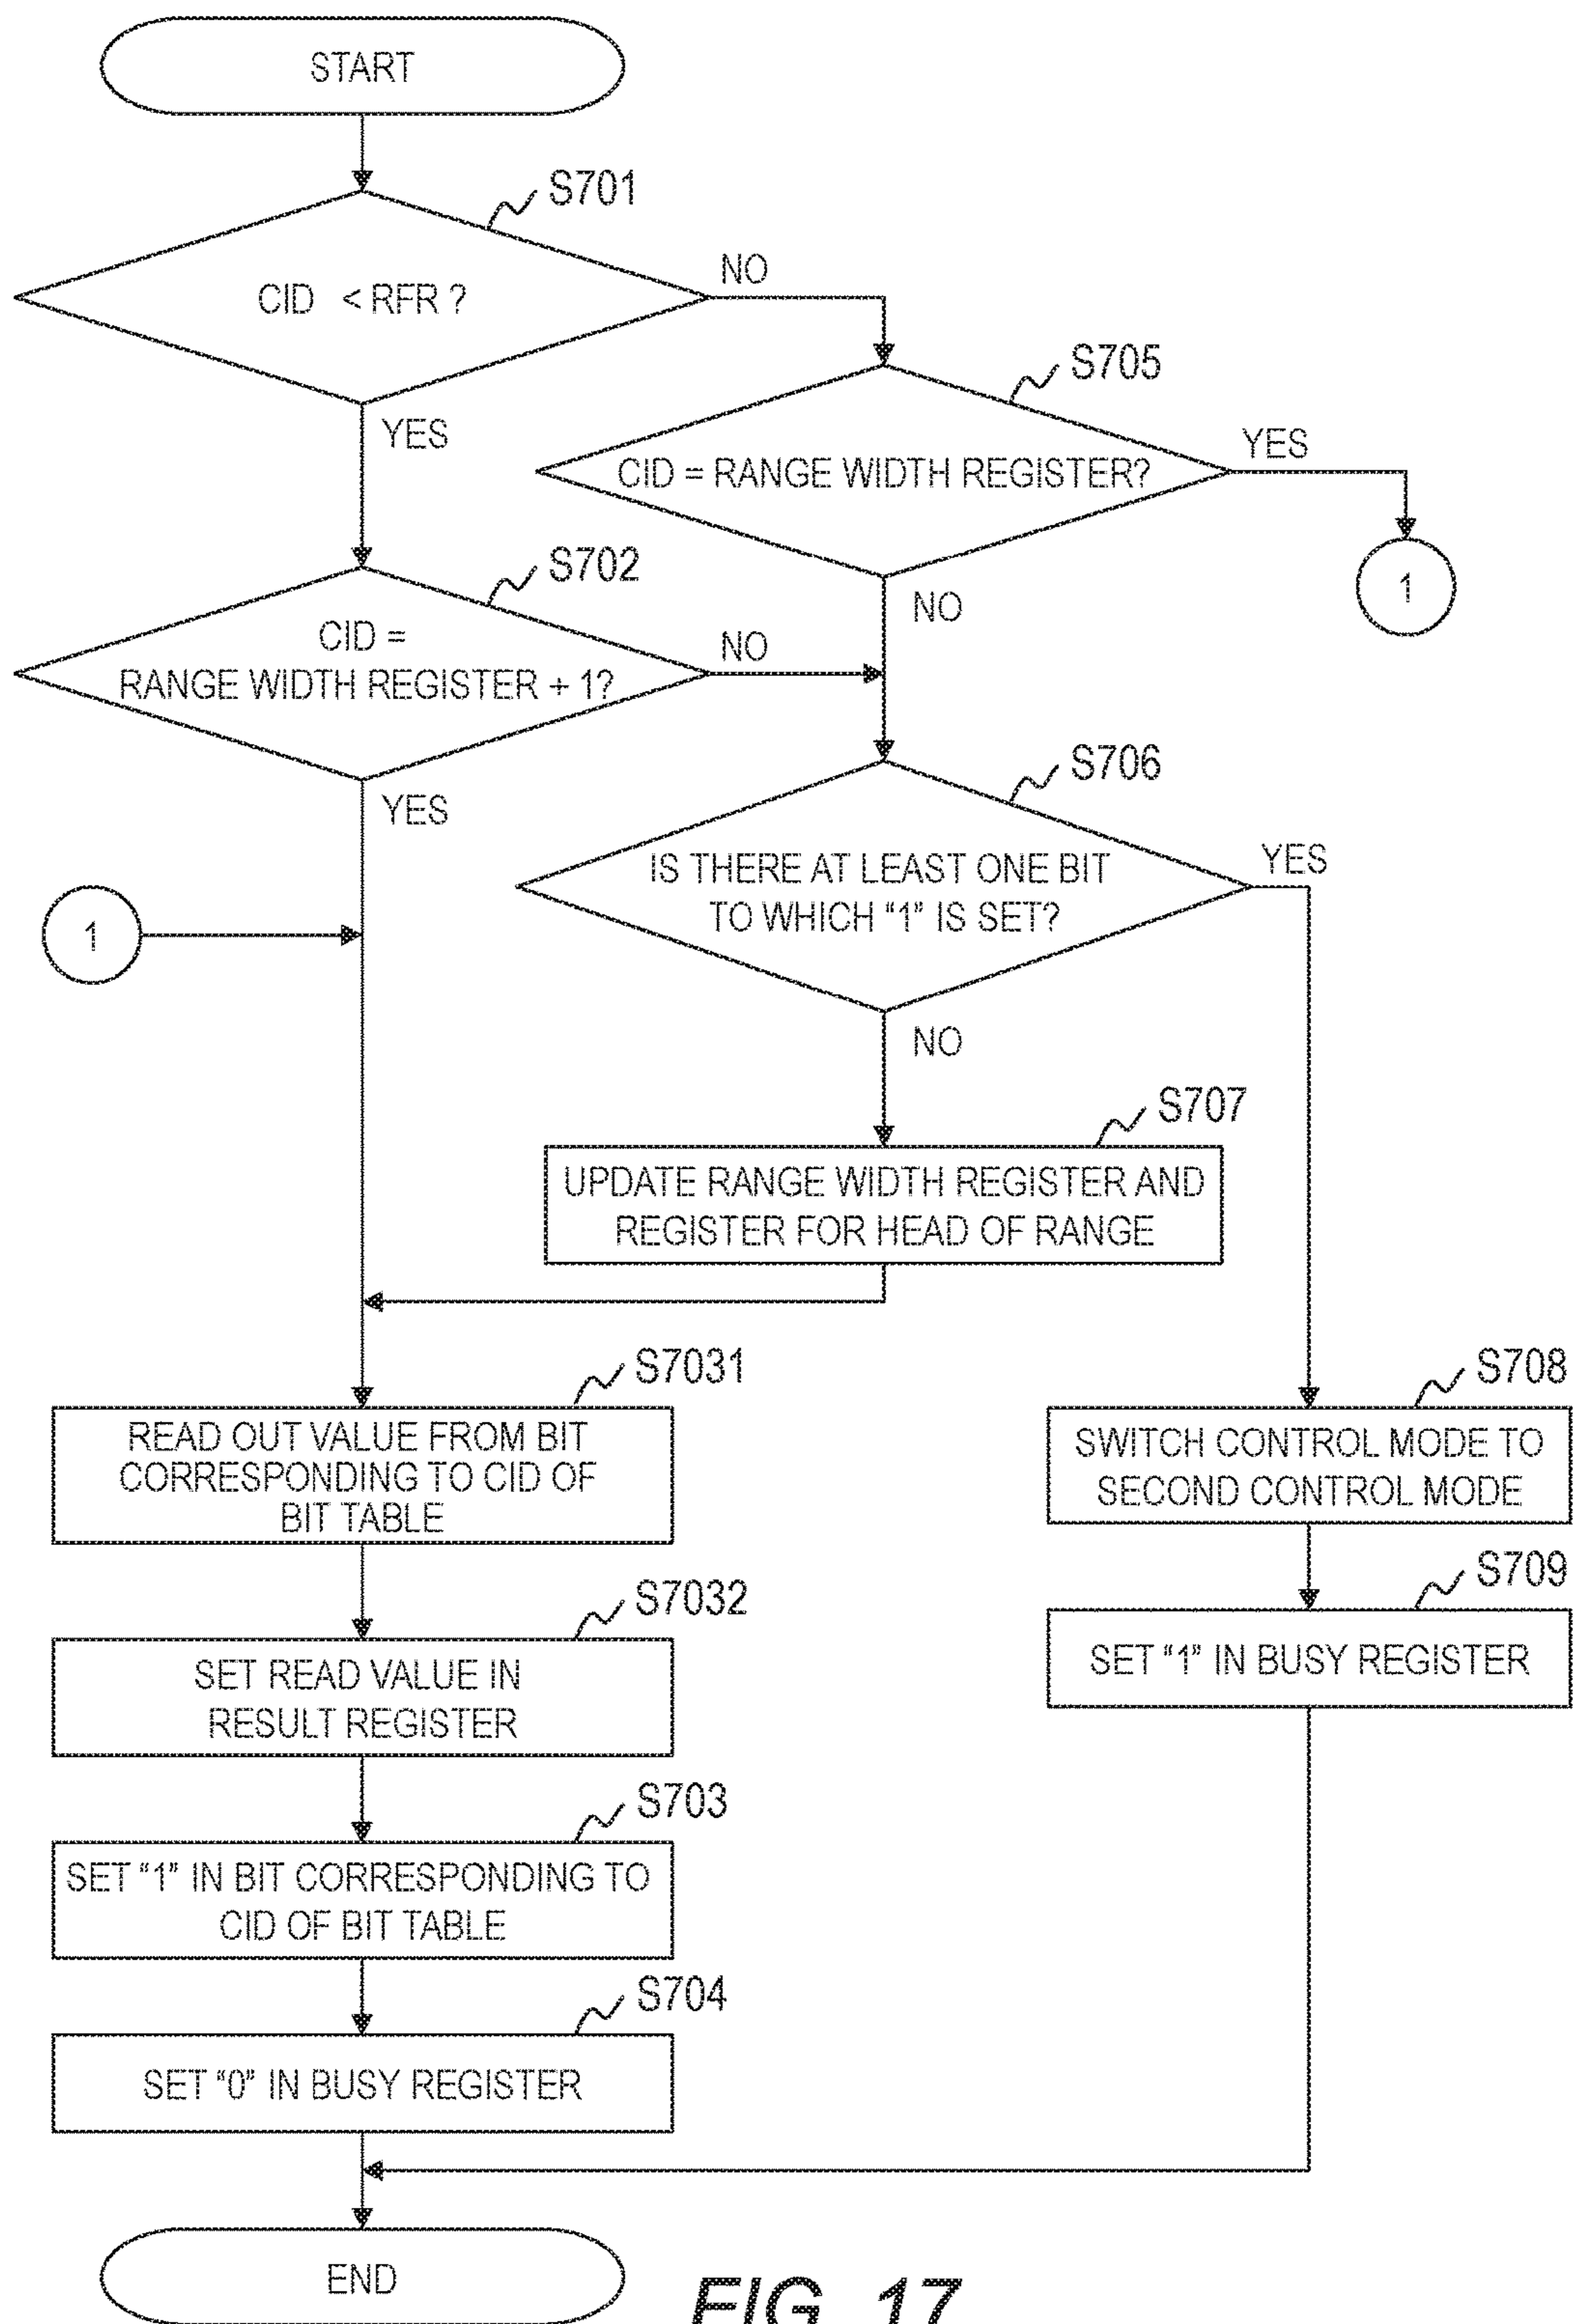 START
S701
CID < RFR ?
NO
YES
S705
CID = RANGE WIDTH REGISTER?
YES
1
NO
S702
CID =
RANGE WIDTH REGISTER + 1?
NO
YES
S706
IS THERE AT LEAST ONE BIT
TO WHICH “1” IS SET?
YES
1
NO
S707
UPDATE RANGE WIDTH REGISTER AND
REGISTER FOR HEAD OF RANGE
S7031
READ OUT VALUE FROM BIT
CORRESPONDING TO CID OF
BIT TABLE
S708
SWITCH CONTROL MODE TO
SECOND CONTROL MODE
S7032
SET READ VALUE IN
RESULT REGISTER
S709
SET “1” IN BUSY REGISTER
S703
SET “1” IN BIT CORRESPONDING TO
CID OF BIT TABLE
S704
SET “0” IN BUSY REGISTER
END
FIG. 17